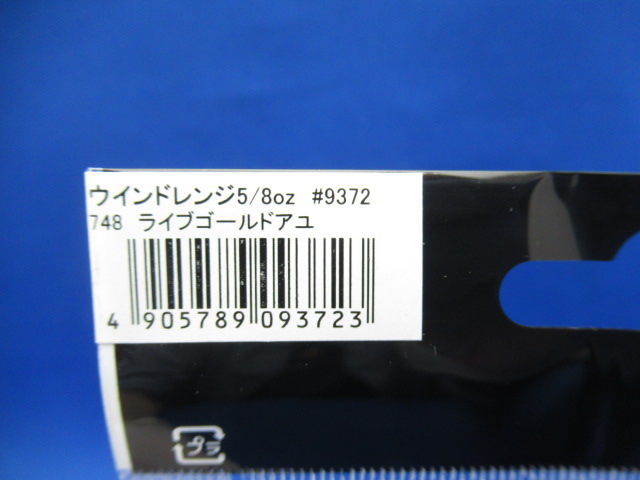 ウインドレンジ5/8oz #9372
748 ライブゴールドアユ
4 905789 093723
プラ